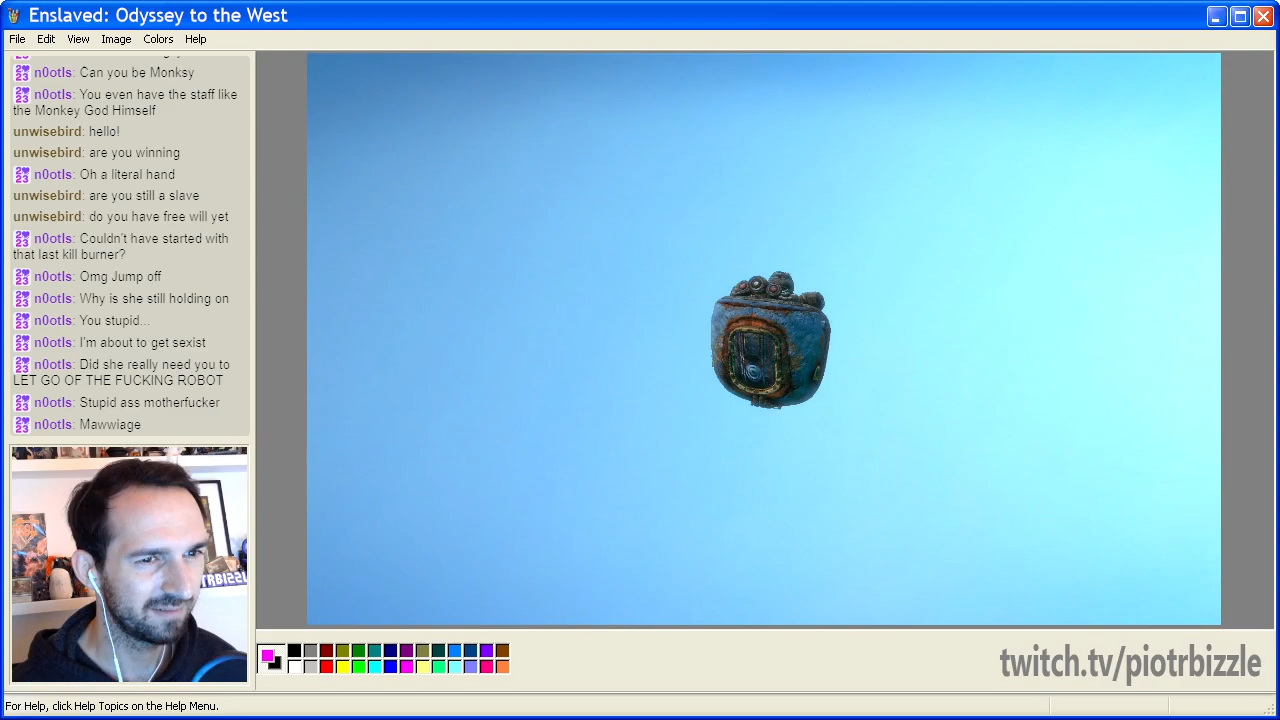 Enslaved: Odyssey to the West
File Edit View Image Colors Help
n0otls: Can you be Monksy
n0otls: You even have the staff like
the Monkey God Himself
unwisebird: hello!
unwisebird: are you winning
n0otls: Oh a literal hand
unwisebird: are you still a slave
unwisebird: do you have free will yet
n0otls: Couldn't have started with
that last kill burner?
n0otls: Omg Jump off
n0otls: Why is she still holding on
n0otls: You stupid...
n0otls: I'm about to get sexist
n0otls: Did she really need you to
LET GO OF THE FUCKING ROBOT
n0otls: Stupid ass motherfucker
n0otls: Mawwiage
twitch.tv/piotrbizzle
For Help, click Help Topics on the Help Menu.